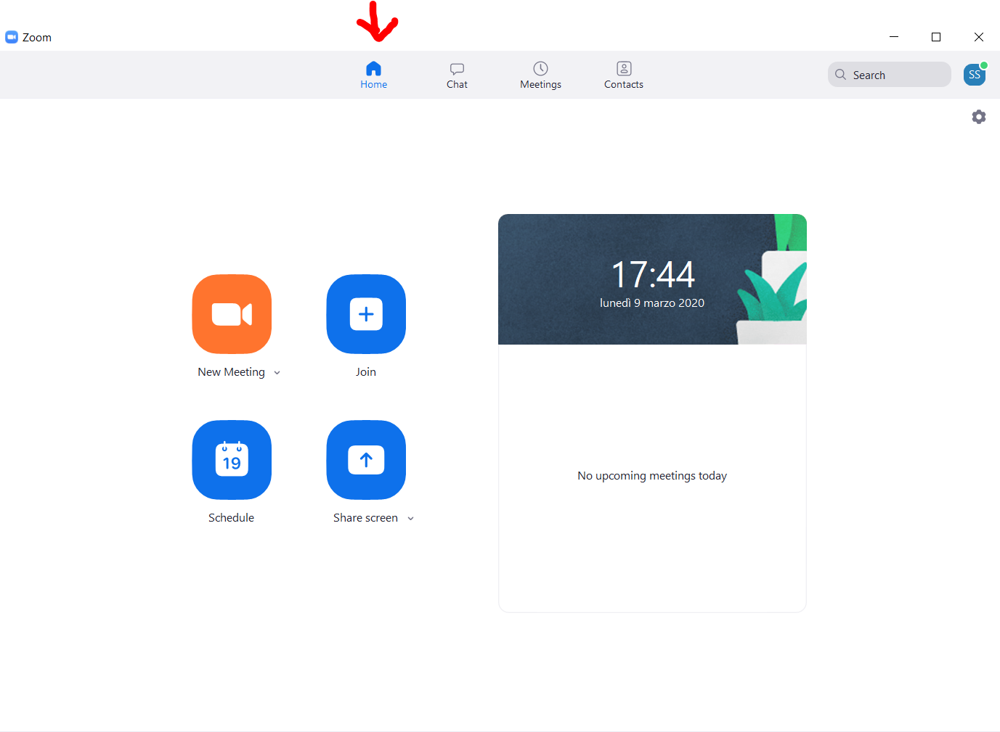 Zoom
Home
Chat
Meetings
Contacts
Search
SS
17:44
lunedì 9 marzo 2020
New Meeting
Join
19
Schedule
Share screen
No upcoming meetings today